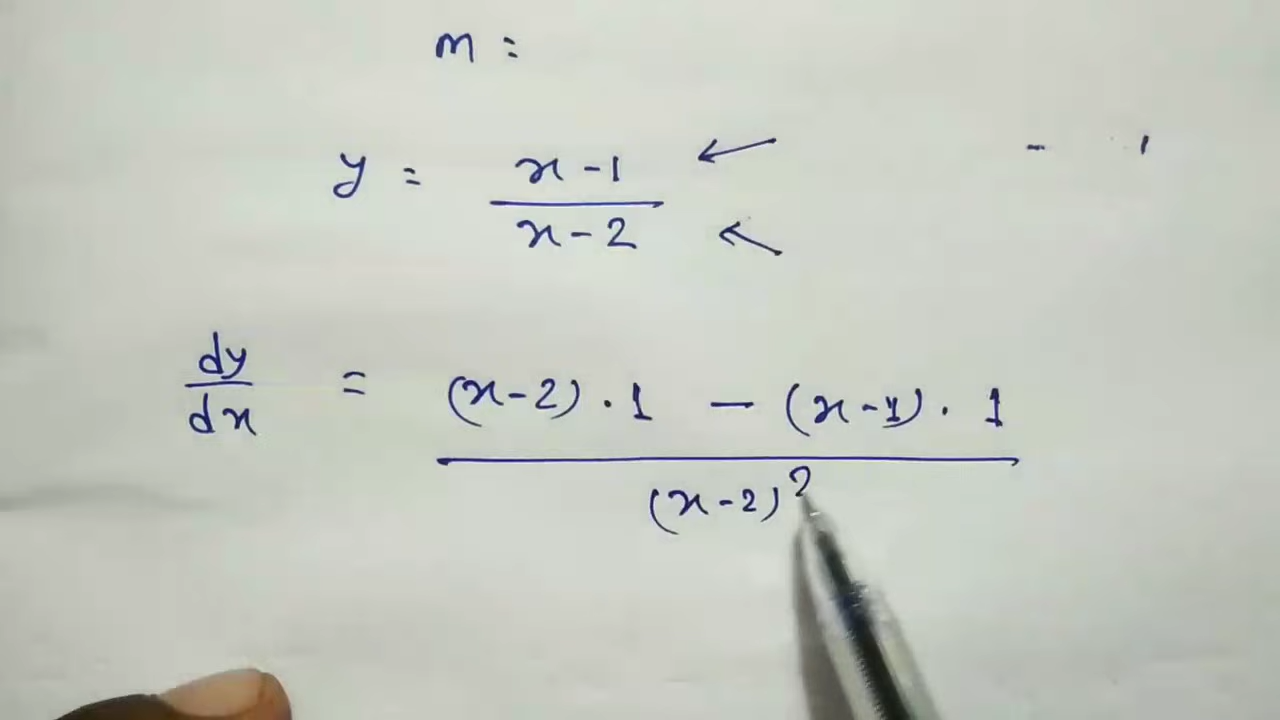 m =
y = x-1
x-2
dy/dx = (x-2) · 1 - (x-1) · 1
(x-2)²